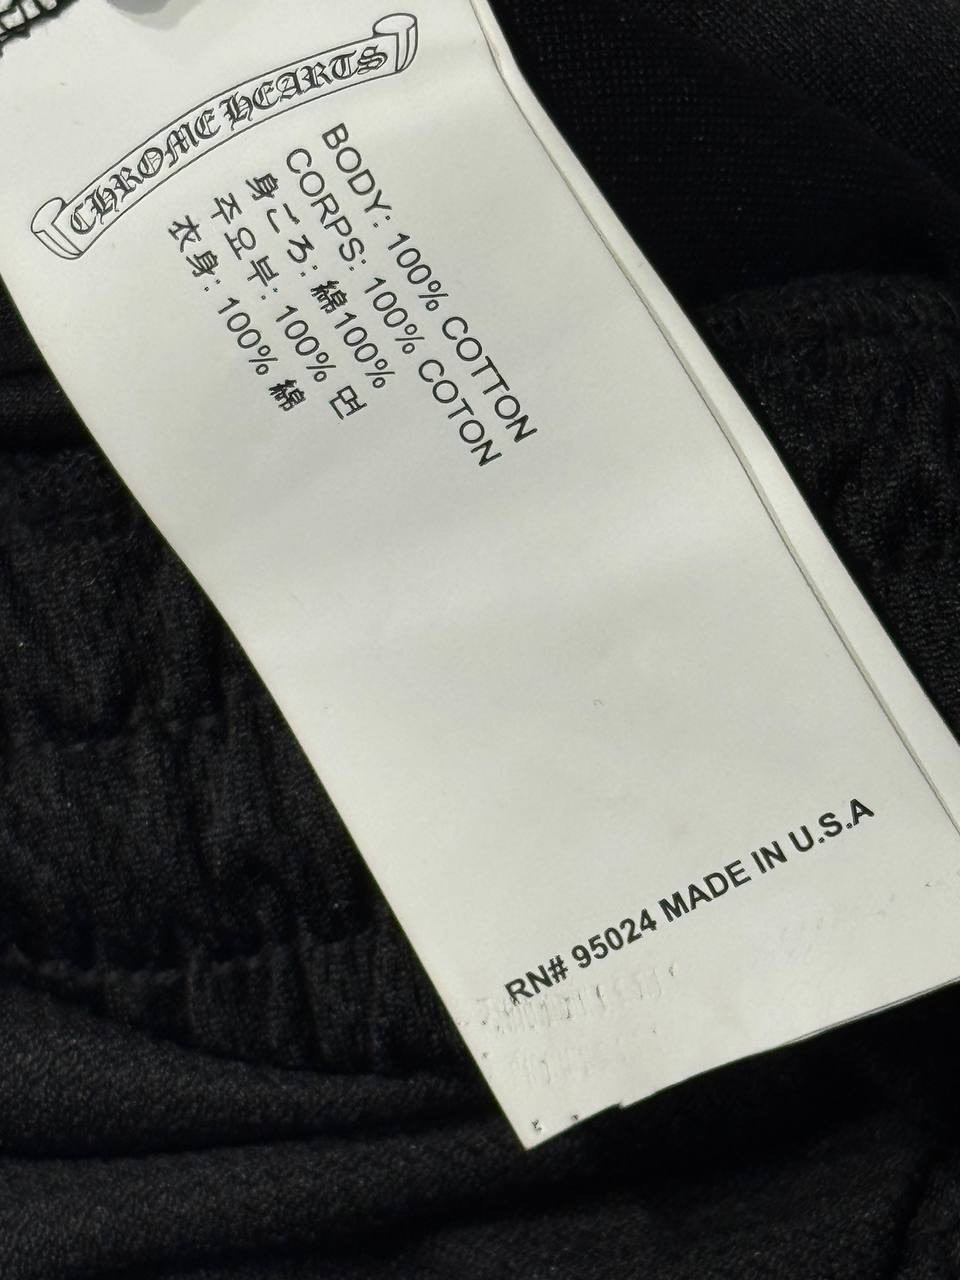 CHROME HEARTS
BODY: 100% COTTON
CORPS: 100% COTON
身ごろ: 綿100%
주요부: 100% 면
衣身: 100% 綿
RN# 95024 MADE IN U.S.A